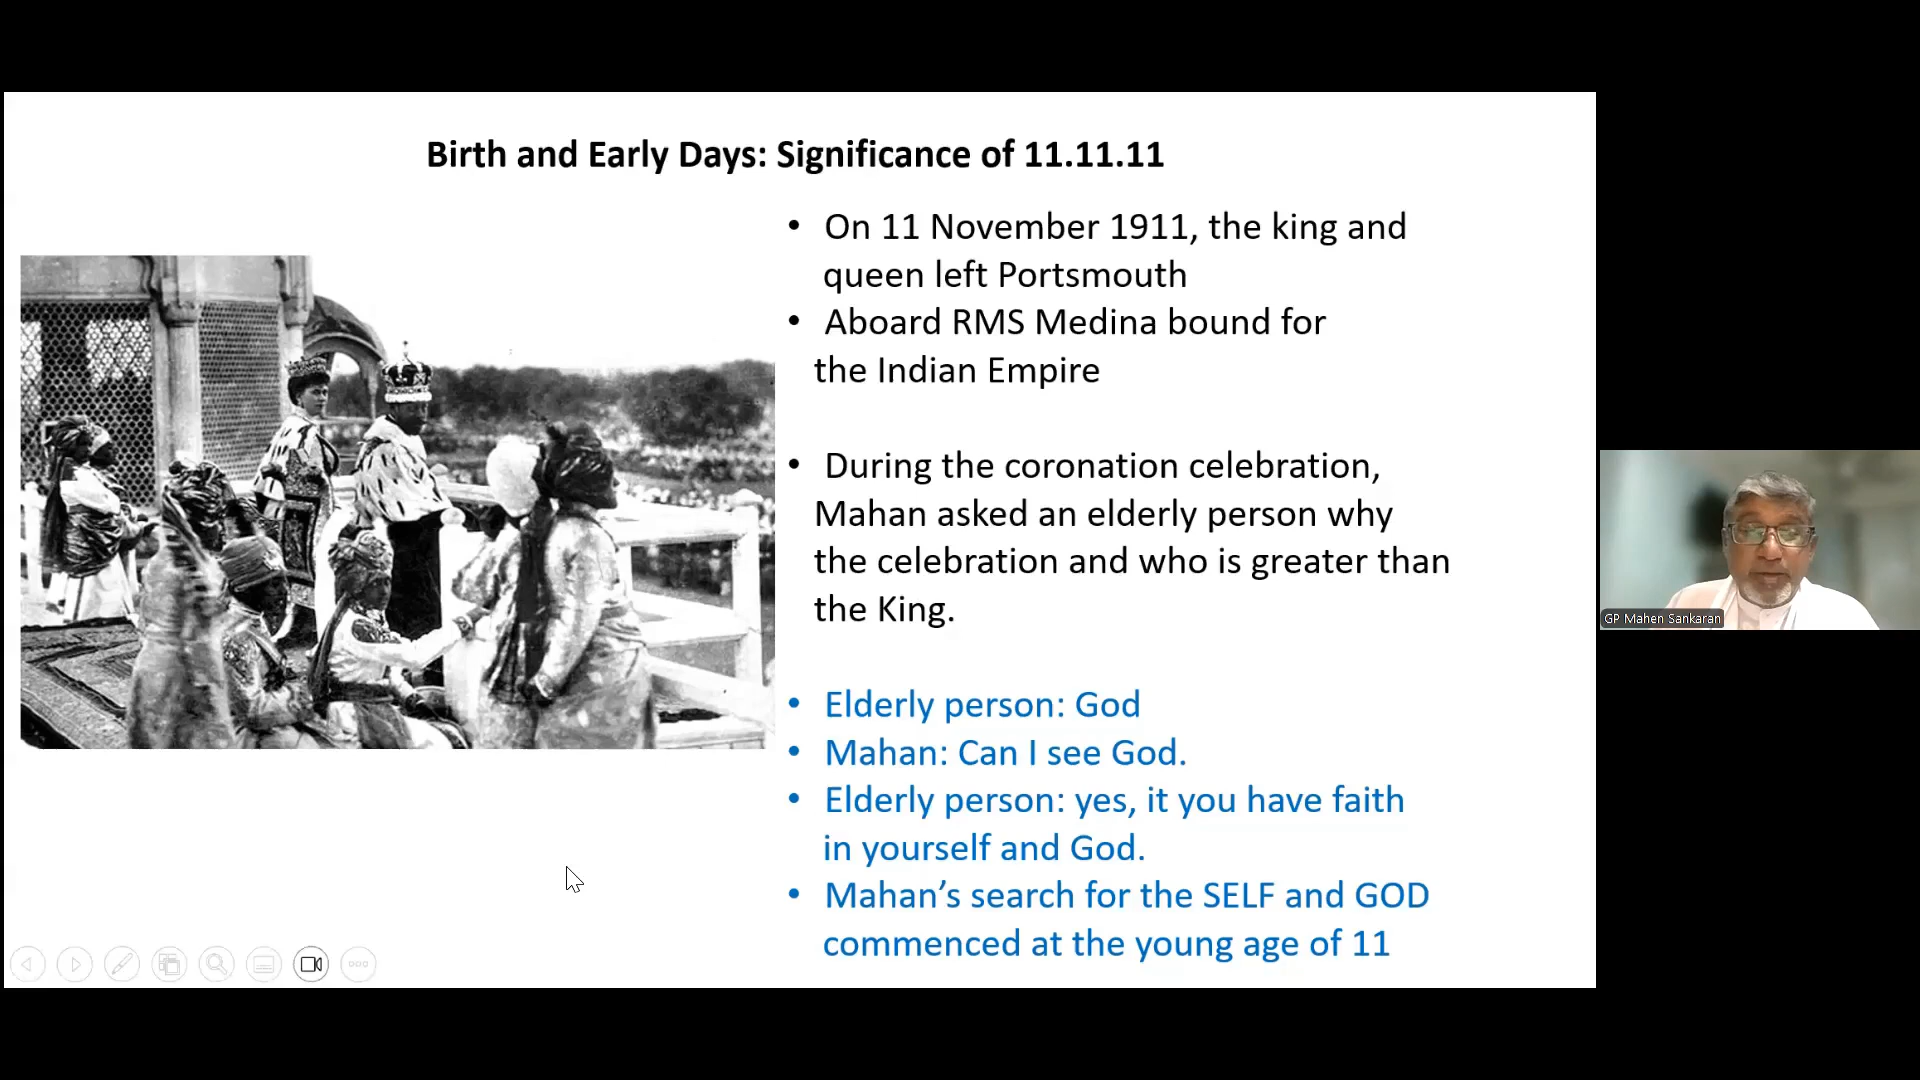 Birth and Early Days: Significance of 11.11.11
• On 11 November 1911, the king and
queen left Portsmouth
• Aboard RMS Medina bound for
the Indian Empire
• During the coronation celebration,
Mahan asked an elderly person why
the celebration and who is greater than
the King.
• Elderly person: God
• Mahan: Can I see God.
• Elderly person: yes, it you have faith
in yourself and God.
• Mahan’s search for the SELF and GOD
commenced at the young age of 11
GP Mahen Sankaran